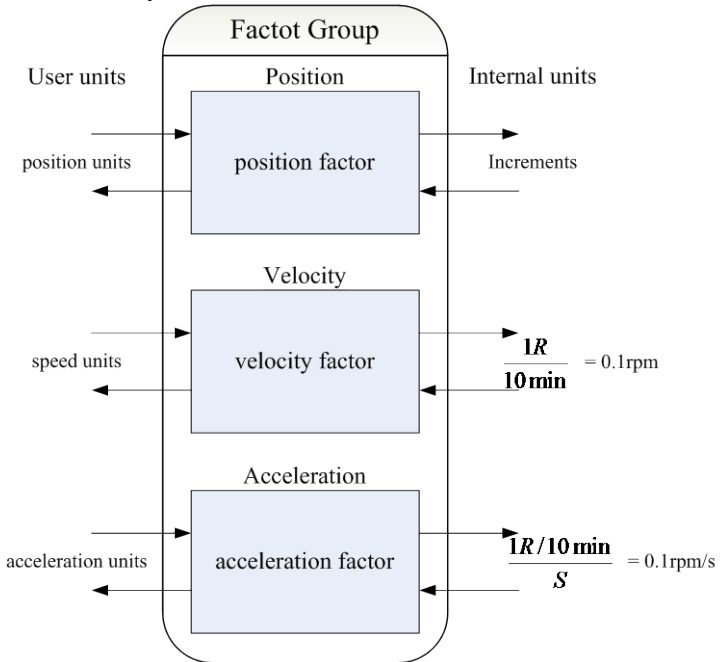 Factot Group
User units
Position
Internal units
position units
position factor
Increments
Velocity
speed units
velocity factor
1R
10 min
= 0.1rpm
Acceleration
acceleration units
acceleration factor
1R/10 min
S
= 0.1rpm/s